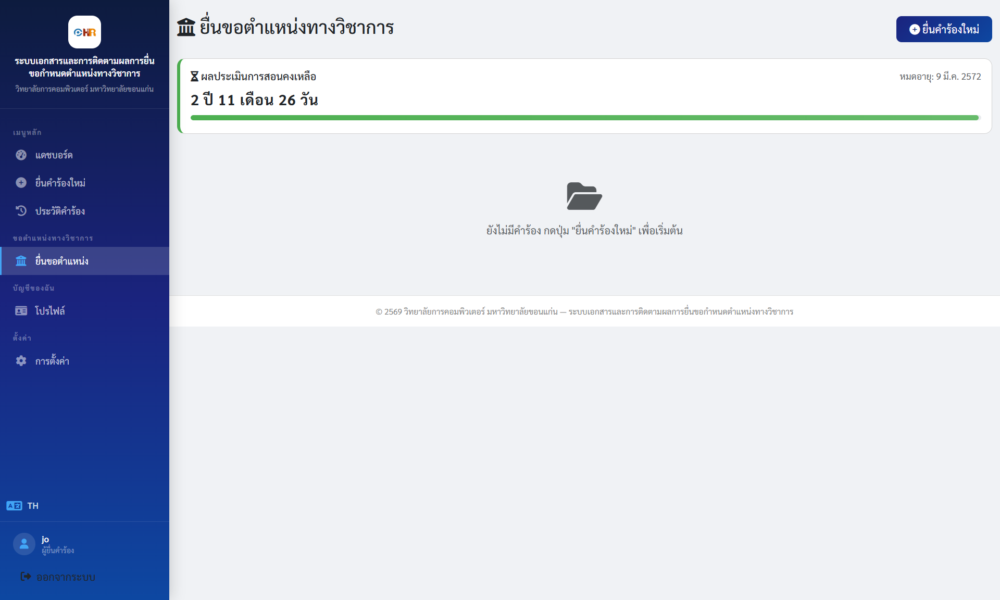 HR
ระบบเอกสารและการติดตามผลการยื่น
ขอกำหนดตำแหน่งทางวิชาการ
วิทยาลัยการคอมพิวเตอร์ มหาวิทยาลัยขอนแก่น
เมนูหลัก
แดชบอร์ด
ยื่นคำร้องใหม่
ประวัติคำร้อง
ขอตำแหน่งทางวิชาการ
ยื่นขอตำแหน่ง
บัญชีของฉัน
โปรไฟล์
ตั้งค่า
การตั้งค่า
TH
jo
ผู้ยื่นคำร้อง
ออกจากระบบ
ยื่นขอตำแหน่งทางวิชาการ
ยื่นคำร้องใหม่
ผลประเมินการสอนคงเหลือ
หมดอายุ: 9 มี.ค. 2572
2 ปี 11 เดือน 26 วัน
ยังไม่มีคำร้อง กดปุ่ม "ยื่นคำร้องใหม่" เพื่อเริ่มต้น
© 2569 วิทยาลัยการคอมพิวเตอร์ มหาวิทยาลัยขอนแก่น — ระบบเอกสารและการติดตามผลการยื่นขอกำหนดตำแหน่งทางวิชาการ